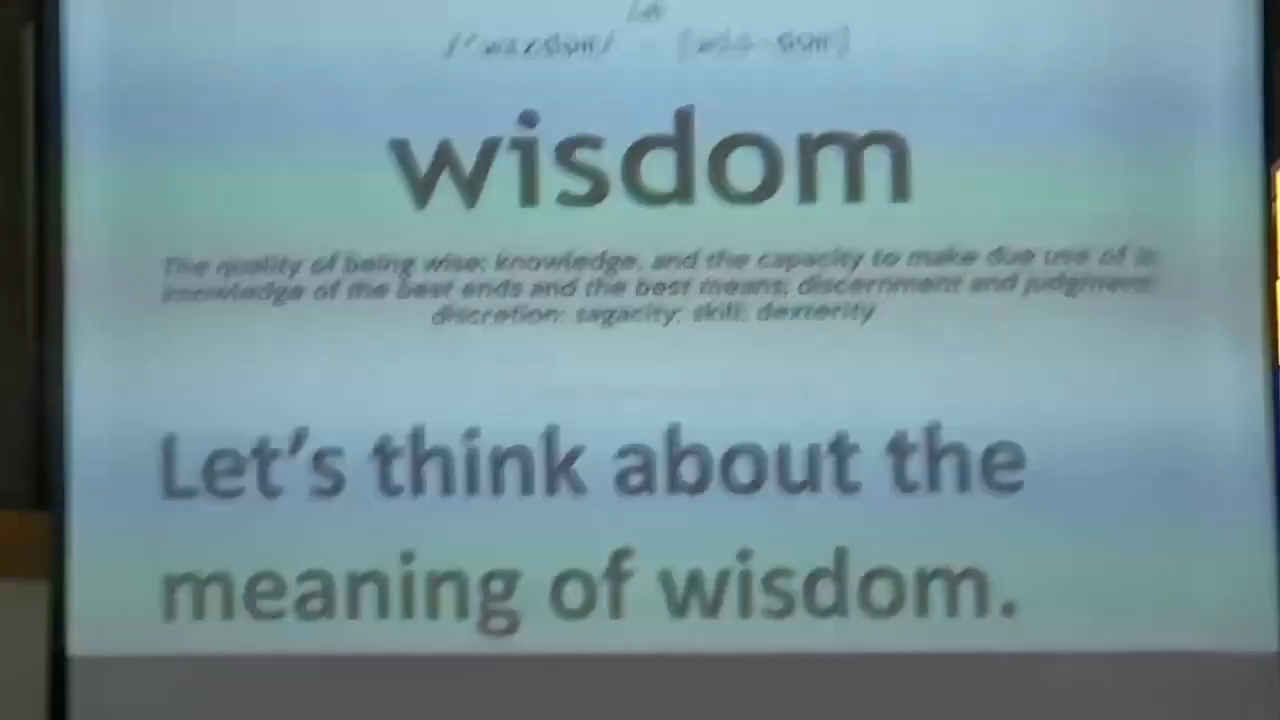 wisdom
The quality of being wise; knowledge, and the capacity to make due use of it;
knowledge of the best ends and the best means; discernment and judgment;
discretion; sagacity; skill; dexterity
Let's think about the
meaning of wisdom.